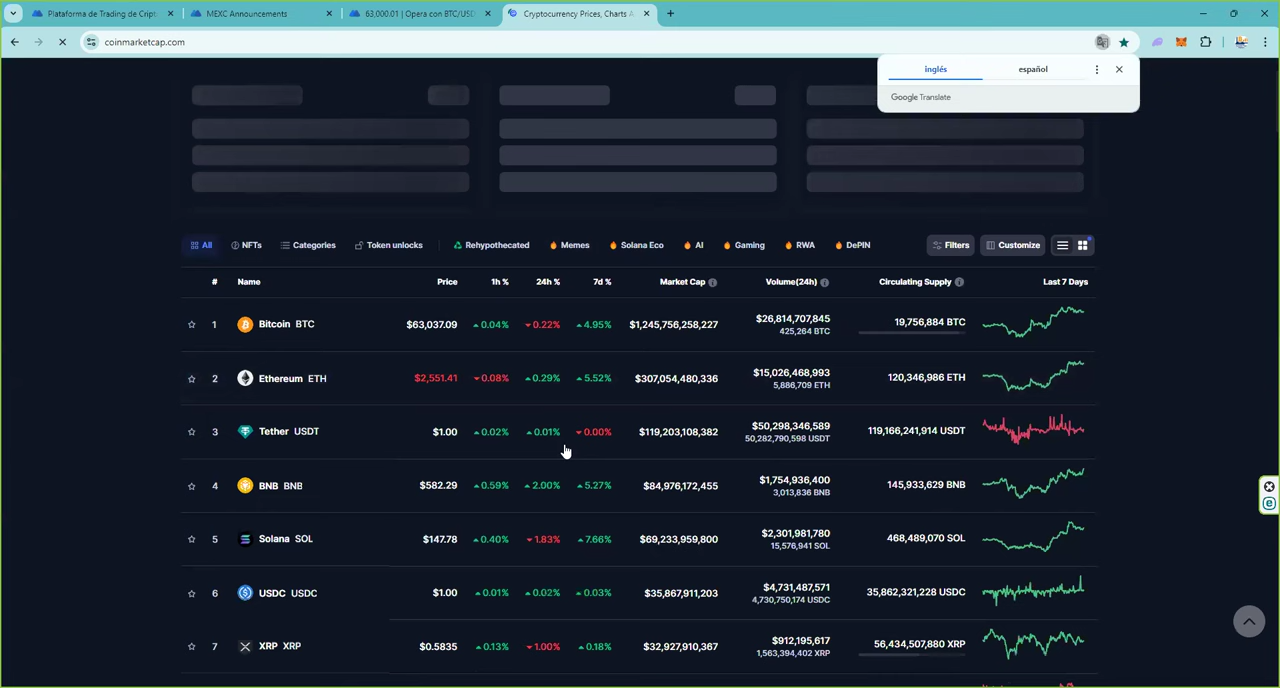 Plataforma de Trading de Cript
MEXC Announcements
63,000.01 | Opera con BTC/USD
Cryptocurrency Prices, Charts A
coinmarketcap.com
inglés español
Google Translate
All NFTs Categories Token unlocks Rehypothecated Memes Solana Eco AI Gaming RWA DePIN Filters Customize
# Name Price 1h % 24h % 7d % Market Cap Volume(24h) Circulating Supply Last 7 Days
1 Bitcoin BTC $63,037.09 0.04% 0.22% 4.95% $1,245,756,258,227 $26,814,707,845 19,756,884 BTC
425,264 BTC
2 Ethereum ETH $2,551.41 0.08% 0.29% 5.52% $307,054,480,336 $15,026,468,993 120,346,986 ETH
5,886,709 ETH
3 Tether USDT $1.00 0.02% 0.01% 0.00% $119,203,108,382 $50,298,346,589 119,166,241,914 USDT
50,282,790,598 USDT
4 BNB BNB $582.29 0.59% 2.00% 5.27% $84,976,172,455 $1,754,936,400 145,933,629 BNB
3,013,836 BNB
5 Solana SOL $147.78 0.40% 1.83% 7.66% $69,233,959,800 $2,301,981,780 468,489,070 SOL
15,576,941 SOL
6 USDC USDC $1.00 0.01% 0.02% 0.03% $35,867,911,203 $4,731,487,571 35,862,321,228 USDC
4,730,750,174 USDC
7 XRP XRP $0.5835 0.13% 1.00% 0.18% $32,927,910,367 $912,195,617 56,434,507,880 XRP
1,563,394,402 XRP